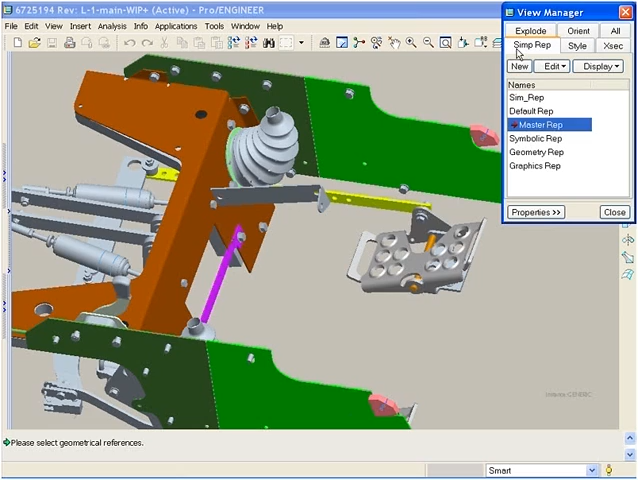 6725194 Rev: L-1-main-WIP+ (Active) - Pro/ENGINEER
File Edit View Insert Analysis Info Applications Tools Window Help
View Manager
Explode Orient All
Simp Rep Style Xsec
New Edit Display
Names
Sim_Rep
Default Rep
Master Rep
Symbolic Rep
Geometry Rep
Graphics Rep
Properties >> Close
Please select geometrical references.
Smart